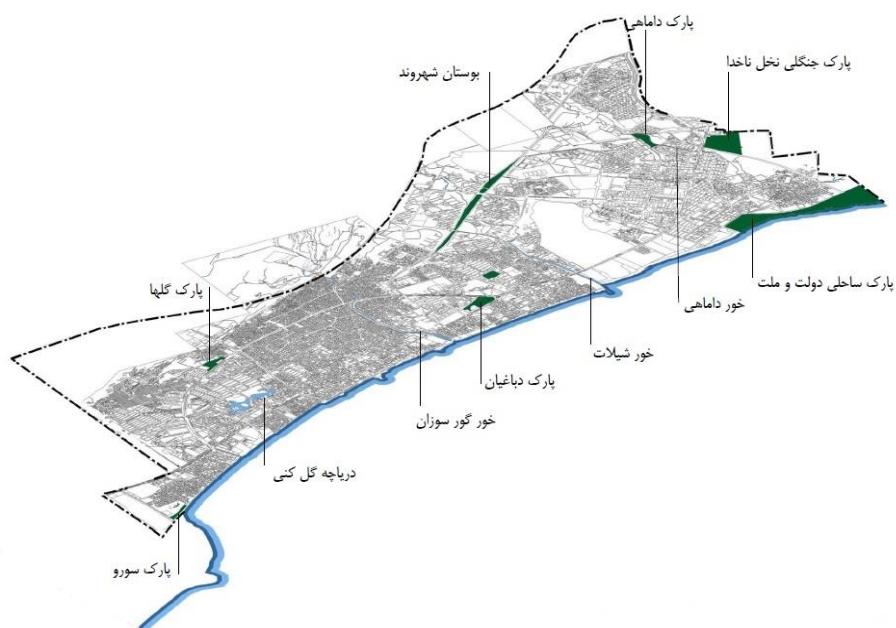 پارک داماهی
پارک جنگلی نخل ناخدا
بوستان شهروند
پارک گلها
پارک ساحلی دولت و ملت
خور داماهی
خور شیلات
پارک دباغیان
خور گور سوزان
دریاچه گل کنی
پارک سورو